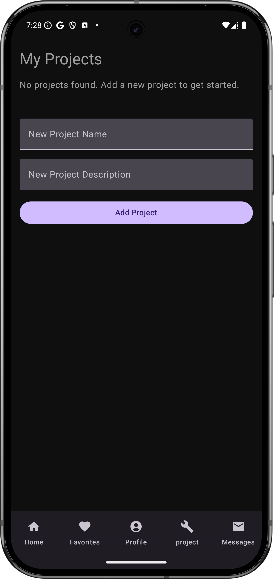 7:28
My Projects
No projects found. Add a new project to get started.
New Project Name
New Project Description
Add Project
Home Favorites Profile project Messages